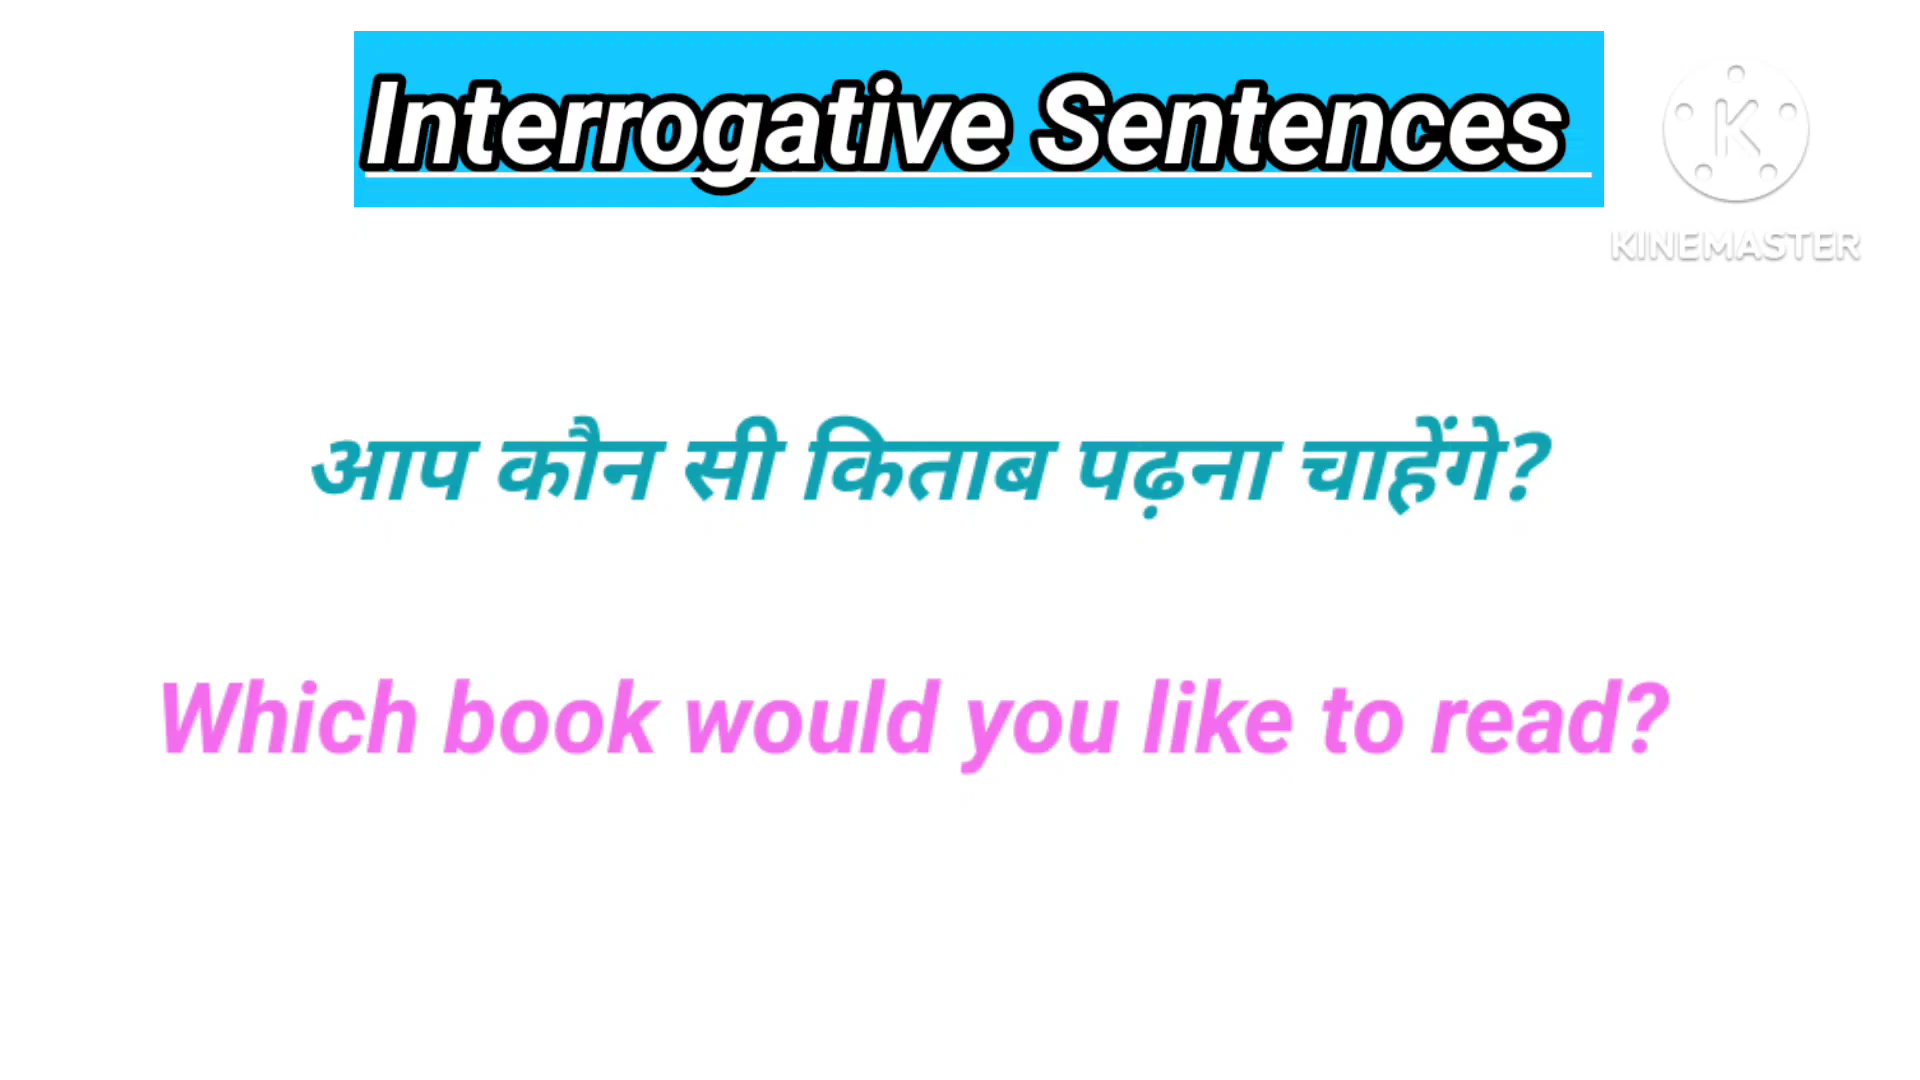 Interrogative Sentences
K
KINEMASTER
आप कौन सी किताब पढ़ना चाहेंगे?
Which book would you like to read?